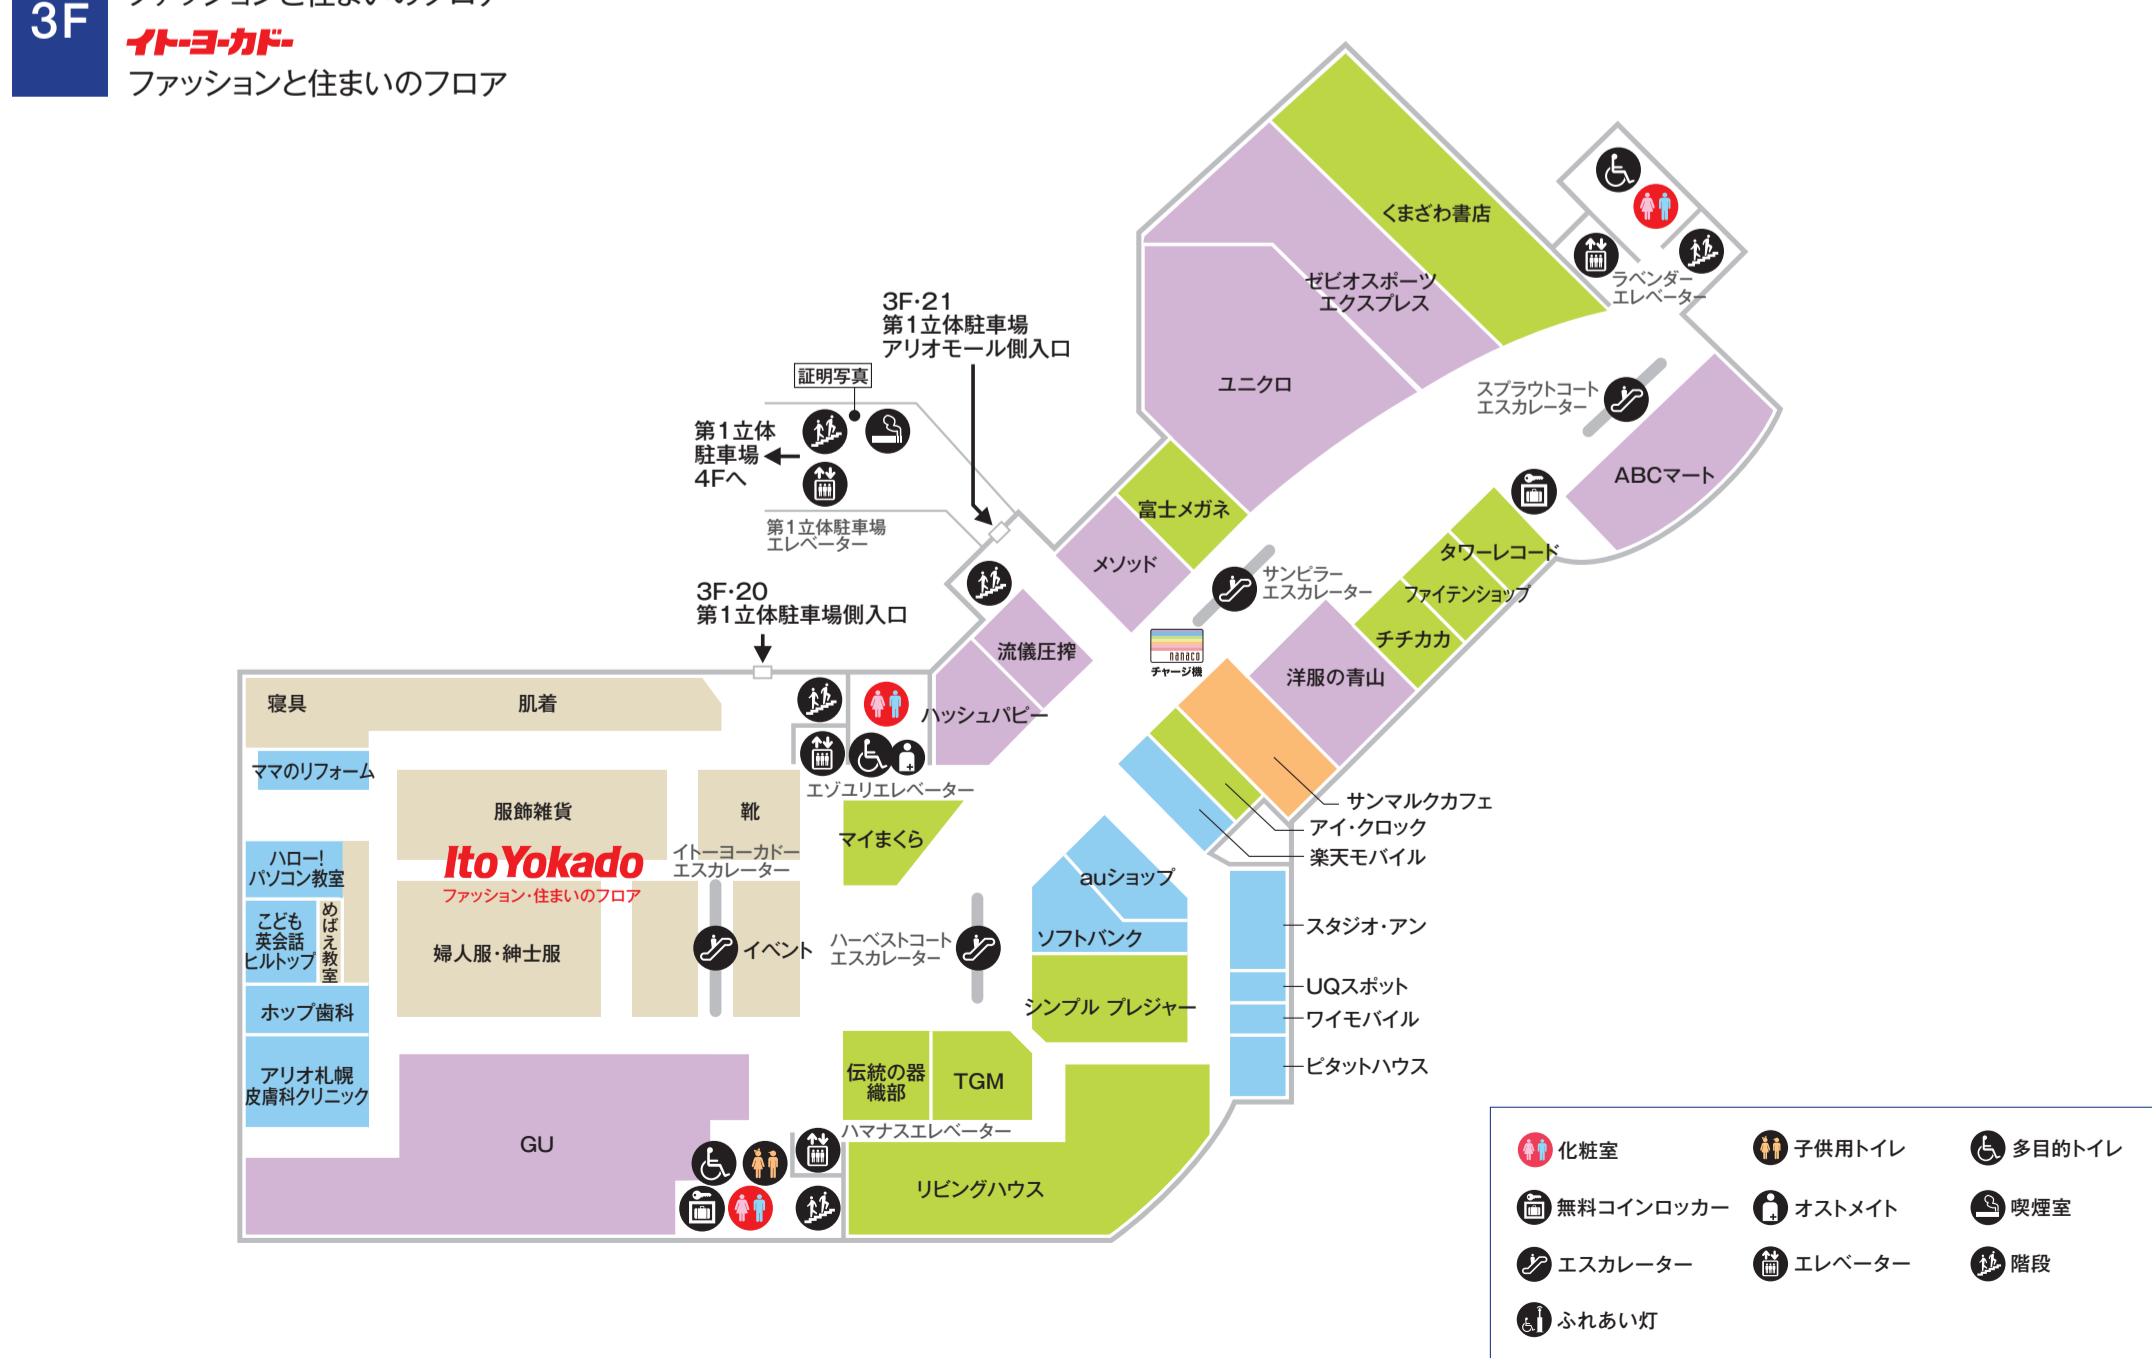 3F
ファッションと住まいのフロア
イトーヨーカドー
ファッションと住まいのフロア
くまざわ書店
ゼビオスポーツ
エクスプレス
ユニクロ
ラベンダー
エレベーター
スプラウトコート
エスカレーター
ABCマート
3F・21
第1立体駐車場
アリオモール側入口
証明写真
第1立体
駐車場
4Fへ
第1立体駐車場
エレベーター
富士メガネ
メソッド
サンピラー
エスカレーター
タワーレコード
ファイテンショップ
チチカカ
洋服の青山
nanaco
チャージ機
3F・20
第1立体駐車場側入口
流儀圧搾
ハッシュパピー
寝具
肌着
ママのリフォーム
服飾雑貨
靴
エゾユリエレベーター
マイまくら
サンマルクカフェ
アイ・クロック
楽天モバイル
ハロー!
パソコン教室
Ito Yokado
ファッション・住まいのフロア
イトーヨーカドー
エスカレーター
auショップ
ソフトバンク
こども
英会話
ヒルトップ
めばえ教室
婦人服・紳士服
イベント
ハーベストコート
エスカレーター
スタジオ・アン
UQスポット
ワイモバイル
ピタットハウス
シンプル プレジャー
ホップ歯科
アリオ札幌
皮膚科クリニック
GU
伝統の器
織部
TGM
ハマナスエレベーター
リビングハウス
化粧室
子供用トイレ
多目的トイレ
無料コインロッカー
オストメイト
喫煙室
エスカレーター
エレベーター
階段
ふれあい灯